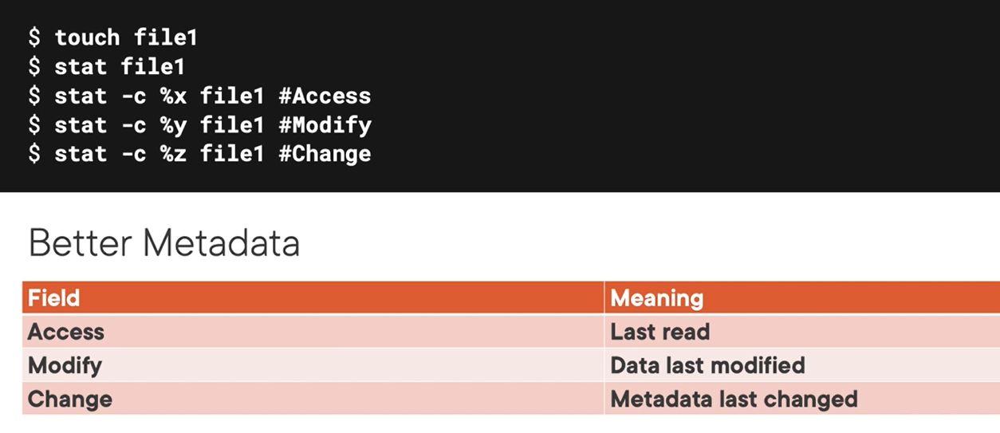 $ touch file1
$ stat file1
$ stat -c %x file1 #Access
$ stat -c %y file1 #Modify
$ stat -c %z file1 #Change
Better Metadata
Field Meaning
Access Last read
Modify Data last modified
Change Metadata last changed